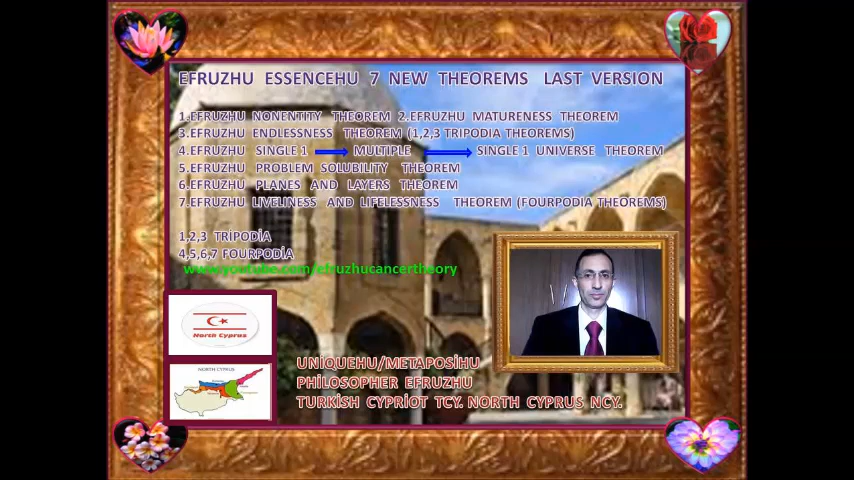 EFRUZHU ESSENCEHU 7 NEW THEOREMS LAST VERSION
1.EFRUZHU NONENTITY THEOREM 2.EFRUZHU MATURENESS THEOREM
3.EFRUZHU ENDLESSNESS THEOREM (1,2,3 TRIPODIA THEOREMS)
4.EFRUZHU SINGLE 1 MULTIPLE SINGLE 1 UNIVERSE THEOREM
5.EFRUZHU PROBLEM SOLUBILITY THEOREM
6.EFRUZHU PLANES AND LAYERS THEOREM
7.EFRUZHU LIVELINESS AND LIFELESSNESS THEOREM (FOURPODIA THEOREMS)
1,2,3 TRİPODİA
4,5,6,7 FOURPODİA
www.youtube.com/efruzhucancertheory
North Cyprus
NORTH CYPRUS
UNİQUEHU/METAPOSİHU
PHİLOSOPHER EFRUZHU
TURKİSH CYPRİOT TCY. NORTH CYPRUS NCY.